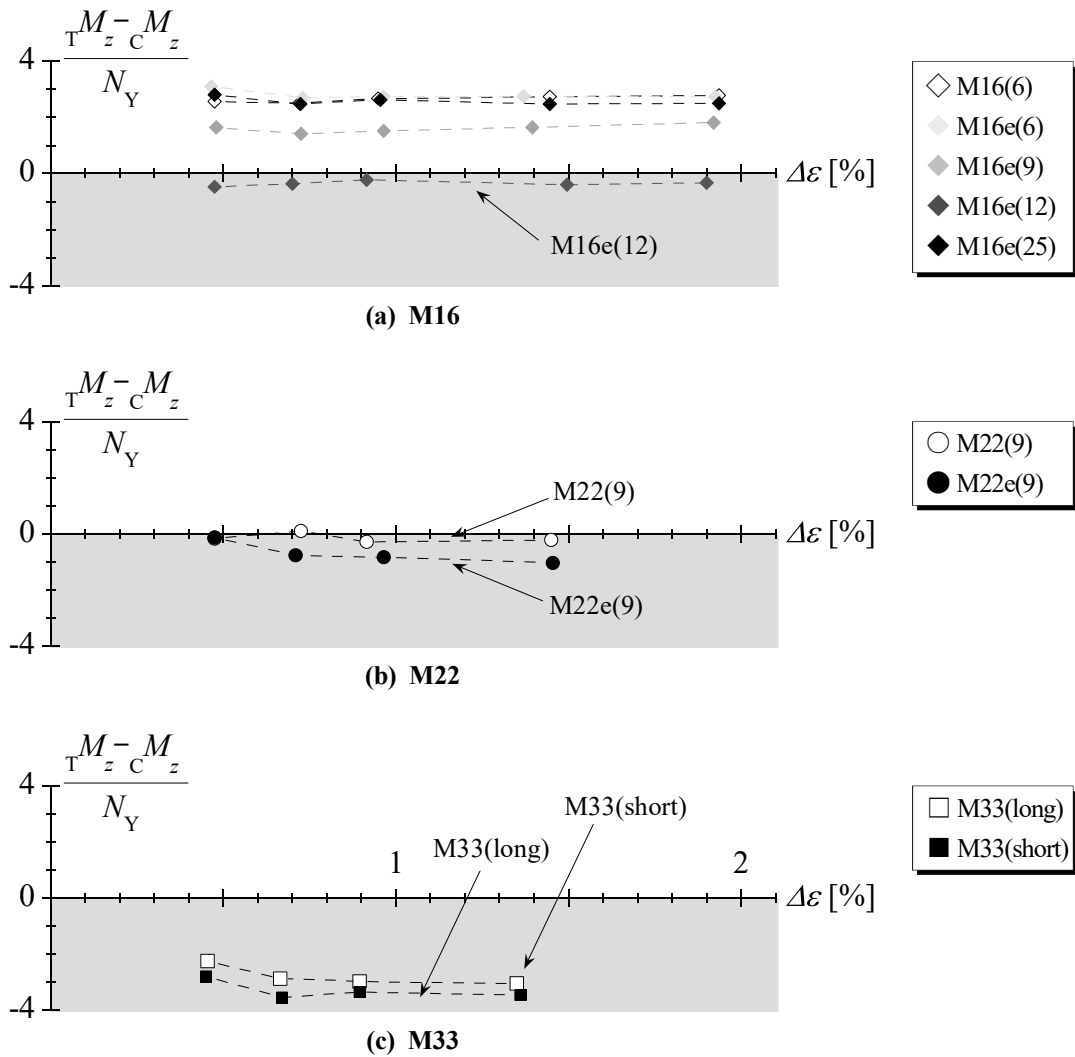 TMz−CMz
NY
4
0
-4
Δε [%]
M16e(12)
M16(6)
M16e(6)
M16e(9)
M16e(12)
M16e(25)
(a) M16
TMz−CMz
NY
4
0
-4
Δε [%]
M22(9)
M22e(9)
M22(9)
M22e(9)
(b) M22
TMz−CMz
NY
4
0
-4
1
2
Δε [%]
M33(short)
M33(long)
M33(long)
M33(short)
(c) M33